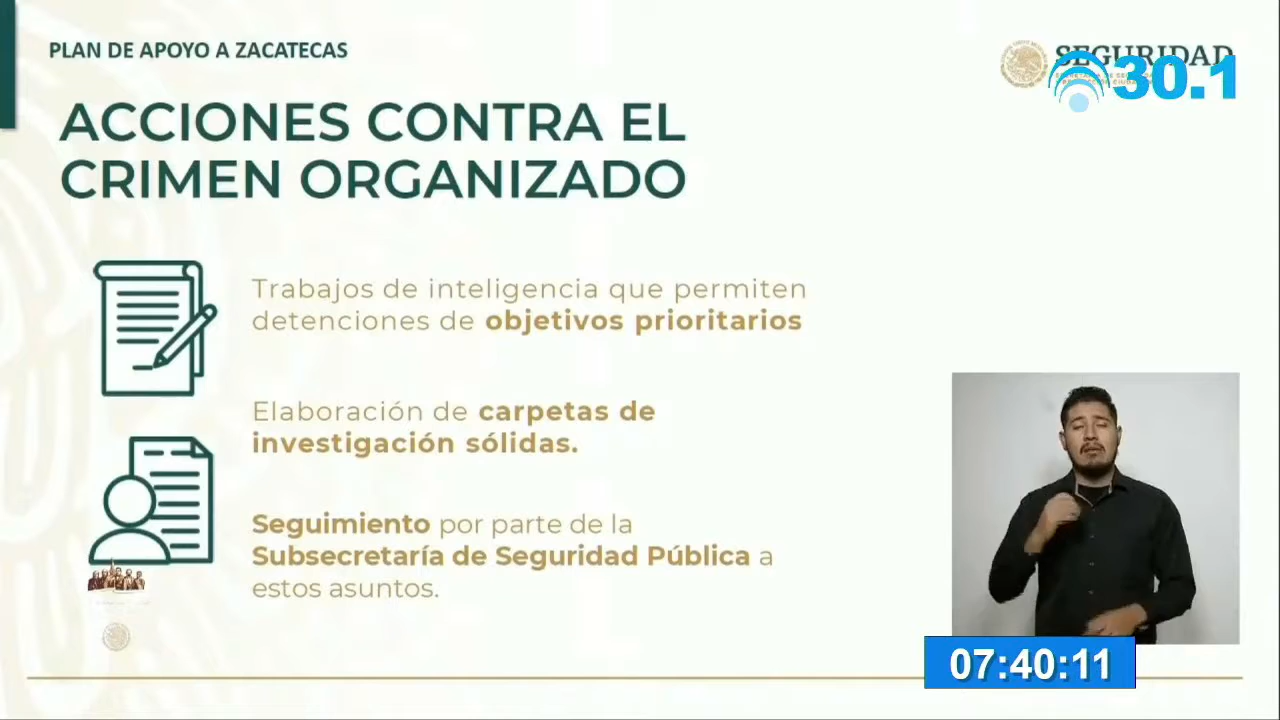 PLAN DE APOYO A ZACATECAS
SEGURIDAD
30.1
ACCIONES CONTRA EL
CRIMEN ORGANIZADO
Trabajos de inteligencia que permiten
detenciones de objetivos prioritarios
Elaboración de carpetas de
investigación sólidas.
Seguimiento por parte de la
Subsecretaría de Seguridad Pública a
estos asuntos.
07:40:11